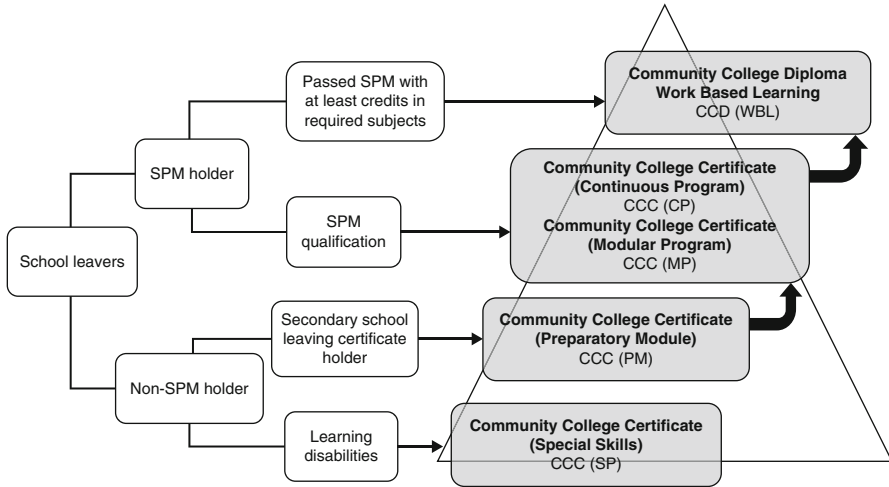 Passed SPM with
at least credits in
required subjects
Community College Diploma
Work Based Learning
CCD (WBL)
SPM holder
Community College Certificate
(Continuous Program)
CCC (CP)
Community College Certificate
(Modular Program)
CCC (MP)
SPM
qualification
School leavers
Secondary school
leaving certificate
holder
Community College Certificate
(Preparatory Module)
CCC (PM)
Non-SPM holder
Learning
disabilities
Community College Certificate
(Special Skills)
CCC (SP)